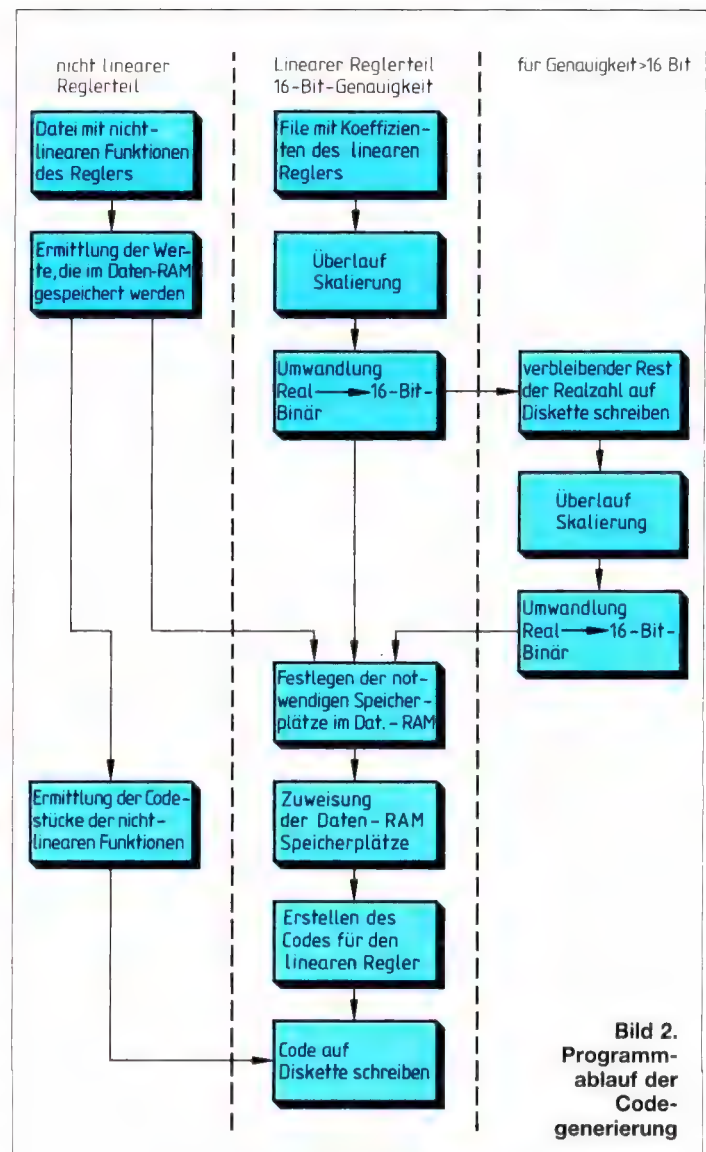 nicht linearer
Reglerteil
Linearer Reglerteil
16-Bit-Genauigkeit
für Genauigkeit>16 Bit
Datei mit nicht-
linearen Funktionen
des Reglers
File mit Koeffizien-
ten des linearen
Reglers
Ermittlung der Wer-
te, die im Daten-RAM
gespeichert werden
Überlauf
Skalierung
Umwandlung
Real → 16-Bit-
Binär
verbleibender Rest
der Realzahl auf
Diskette schreiben
Überlauf
Skalierung
Umwandlung
Real → 16-Bit-
Binär
Festlegen der not-
wendigen Speicher-
plätze im Dat.-RAM
Ermittlung der Code-
stücke der nicht-
linearen Funktionen
Zuweisung
der Daten-RAM
Speicherplätze
Erstellen des
Codes für den
linearen Regler
Code auf
Diskette schreiben
Bild 2.
Programm-
ablauf der
Code-
generierung